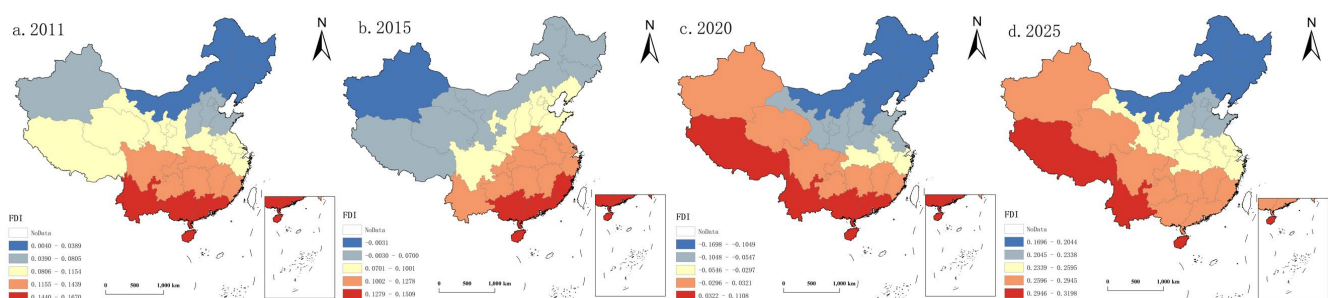 a. 2011
N
FDI
NoData
0.0040 - 0.0389
0.0390 - 0.0805
0.0806 - 0.1154
0.1155 - 0.1439
0.1440 - 0.1670
0 500 1,000 km
b. 2015
N
FDI
NoData
-0.0031
-0.0030 - 0.0700
0.0701 - 0.1001
0.1002 - 0.1278
0.1279 - 0.1509
0 500 1,000 km
c. 2020
N
FDI
NoData
-0.1698 - -0.1049
-0.1048 - -0.0547
-0.0546 - -0.0297
-0.0296 - 0.0321
0.0322 - 0.1108
0 500 1,000 km
d. 2025
N
FDI
NoData
0.1696 - 0.2044
0.2045 - 0.2338
0.2339 - 0.2595
0.2596 - 0.2945
0.2946 - 0.3198
0 500 1,000 km